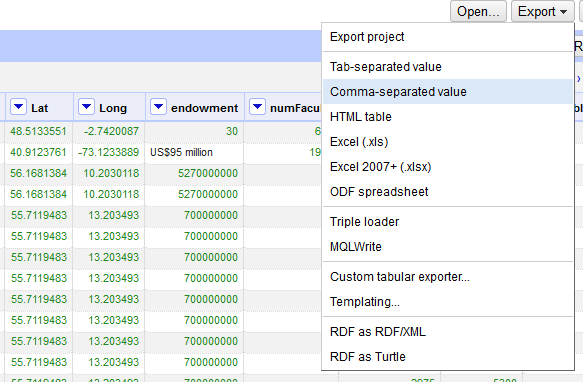 Open... Export
Export project
Tab-separated value
Lat Long endowment numFacu Comma-separated value
HTML table
48.5133551 -2.7420087 30 6
Excel (.xls)
40.9123761 -73.1233889 US$95 million 19
Excel 2007+ (.xlsx)
56.1681384 10.2030118 5270000000
ODF spreadsheet
56.1681384 10.2030118 5270000000
55.7119483 13.203493 700000000
Triple loader
55.7119483 13.203493 700000000
MQLWrite
55.7119483 13.203493 700000000
Custom tabular exporter...
55.7119483 13.203493 700000000
Templating...
55.7119483 13.203493 700000000
55.7119483 13.203493 700000000
RDF as RDF/XML
55.7119483 13.203493 700000000
RDF as Turtle
55.7119483 13.203493 700000000